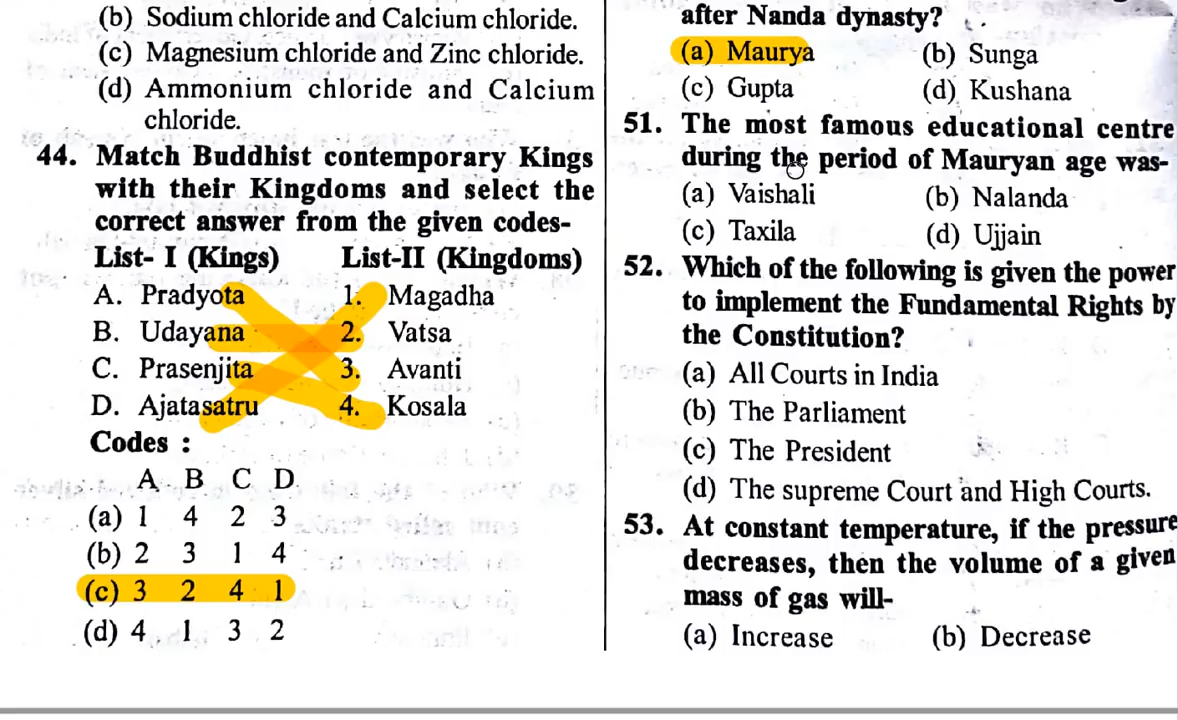 (b) Sodium chloride and Calcium chloride.
(c) Magnesium chloride and Zinc chloride.
(d) Ammonium chloride and Calcium
chloride.
44. Match Buddhist contemporary Kings
with their Kingdoms and select the
correct answer from the given codes-
List- I (Kings) List-II (Kingdoms)
A. Pradyota 1. Magadha
B. Udayana 2. Vatsa
C. Prasenjita 3. Avanti
D. Ajatasatru 4. Kosala
Codes :
A B C D
(a) 1 4 2 3
(b) 2 3 1 4
(c) 3 2 4 1
(d) 4 1 3 2
after Nanda dynasty?
(a) Maurya (b) Sunga
(c) Gupta (d) Kushana
51. The most famous educational centre
during the period of Mauryan age was-
(a) Vaishali (b) Nalanda
(c) Taxila (d) Ujjain
52. Which of the following is given the power
to implement the Fundamental Rights by
the Constitution?
(a) All Courts in India
(b) The Parliament
(c) The President
(d) The supreme Court and High Courts.
53. At constant temperature, if the pressure
decreases, then the volume of a given
mass of gas will-
(a) Increase (b) Decrease